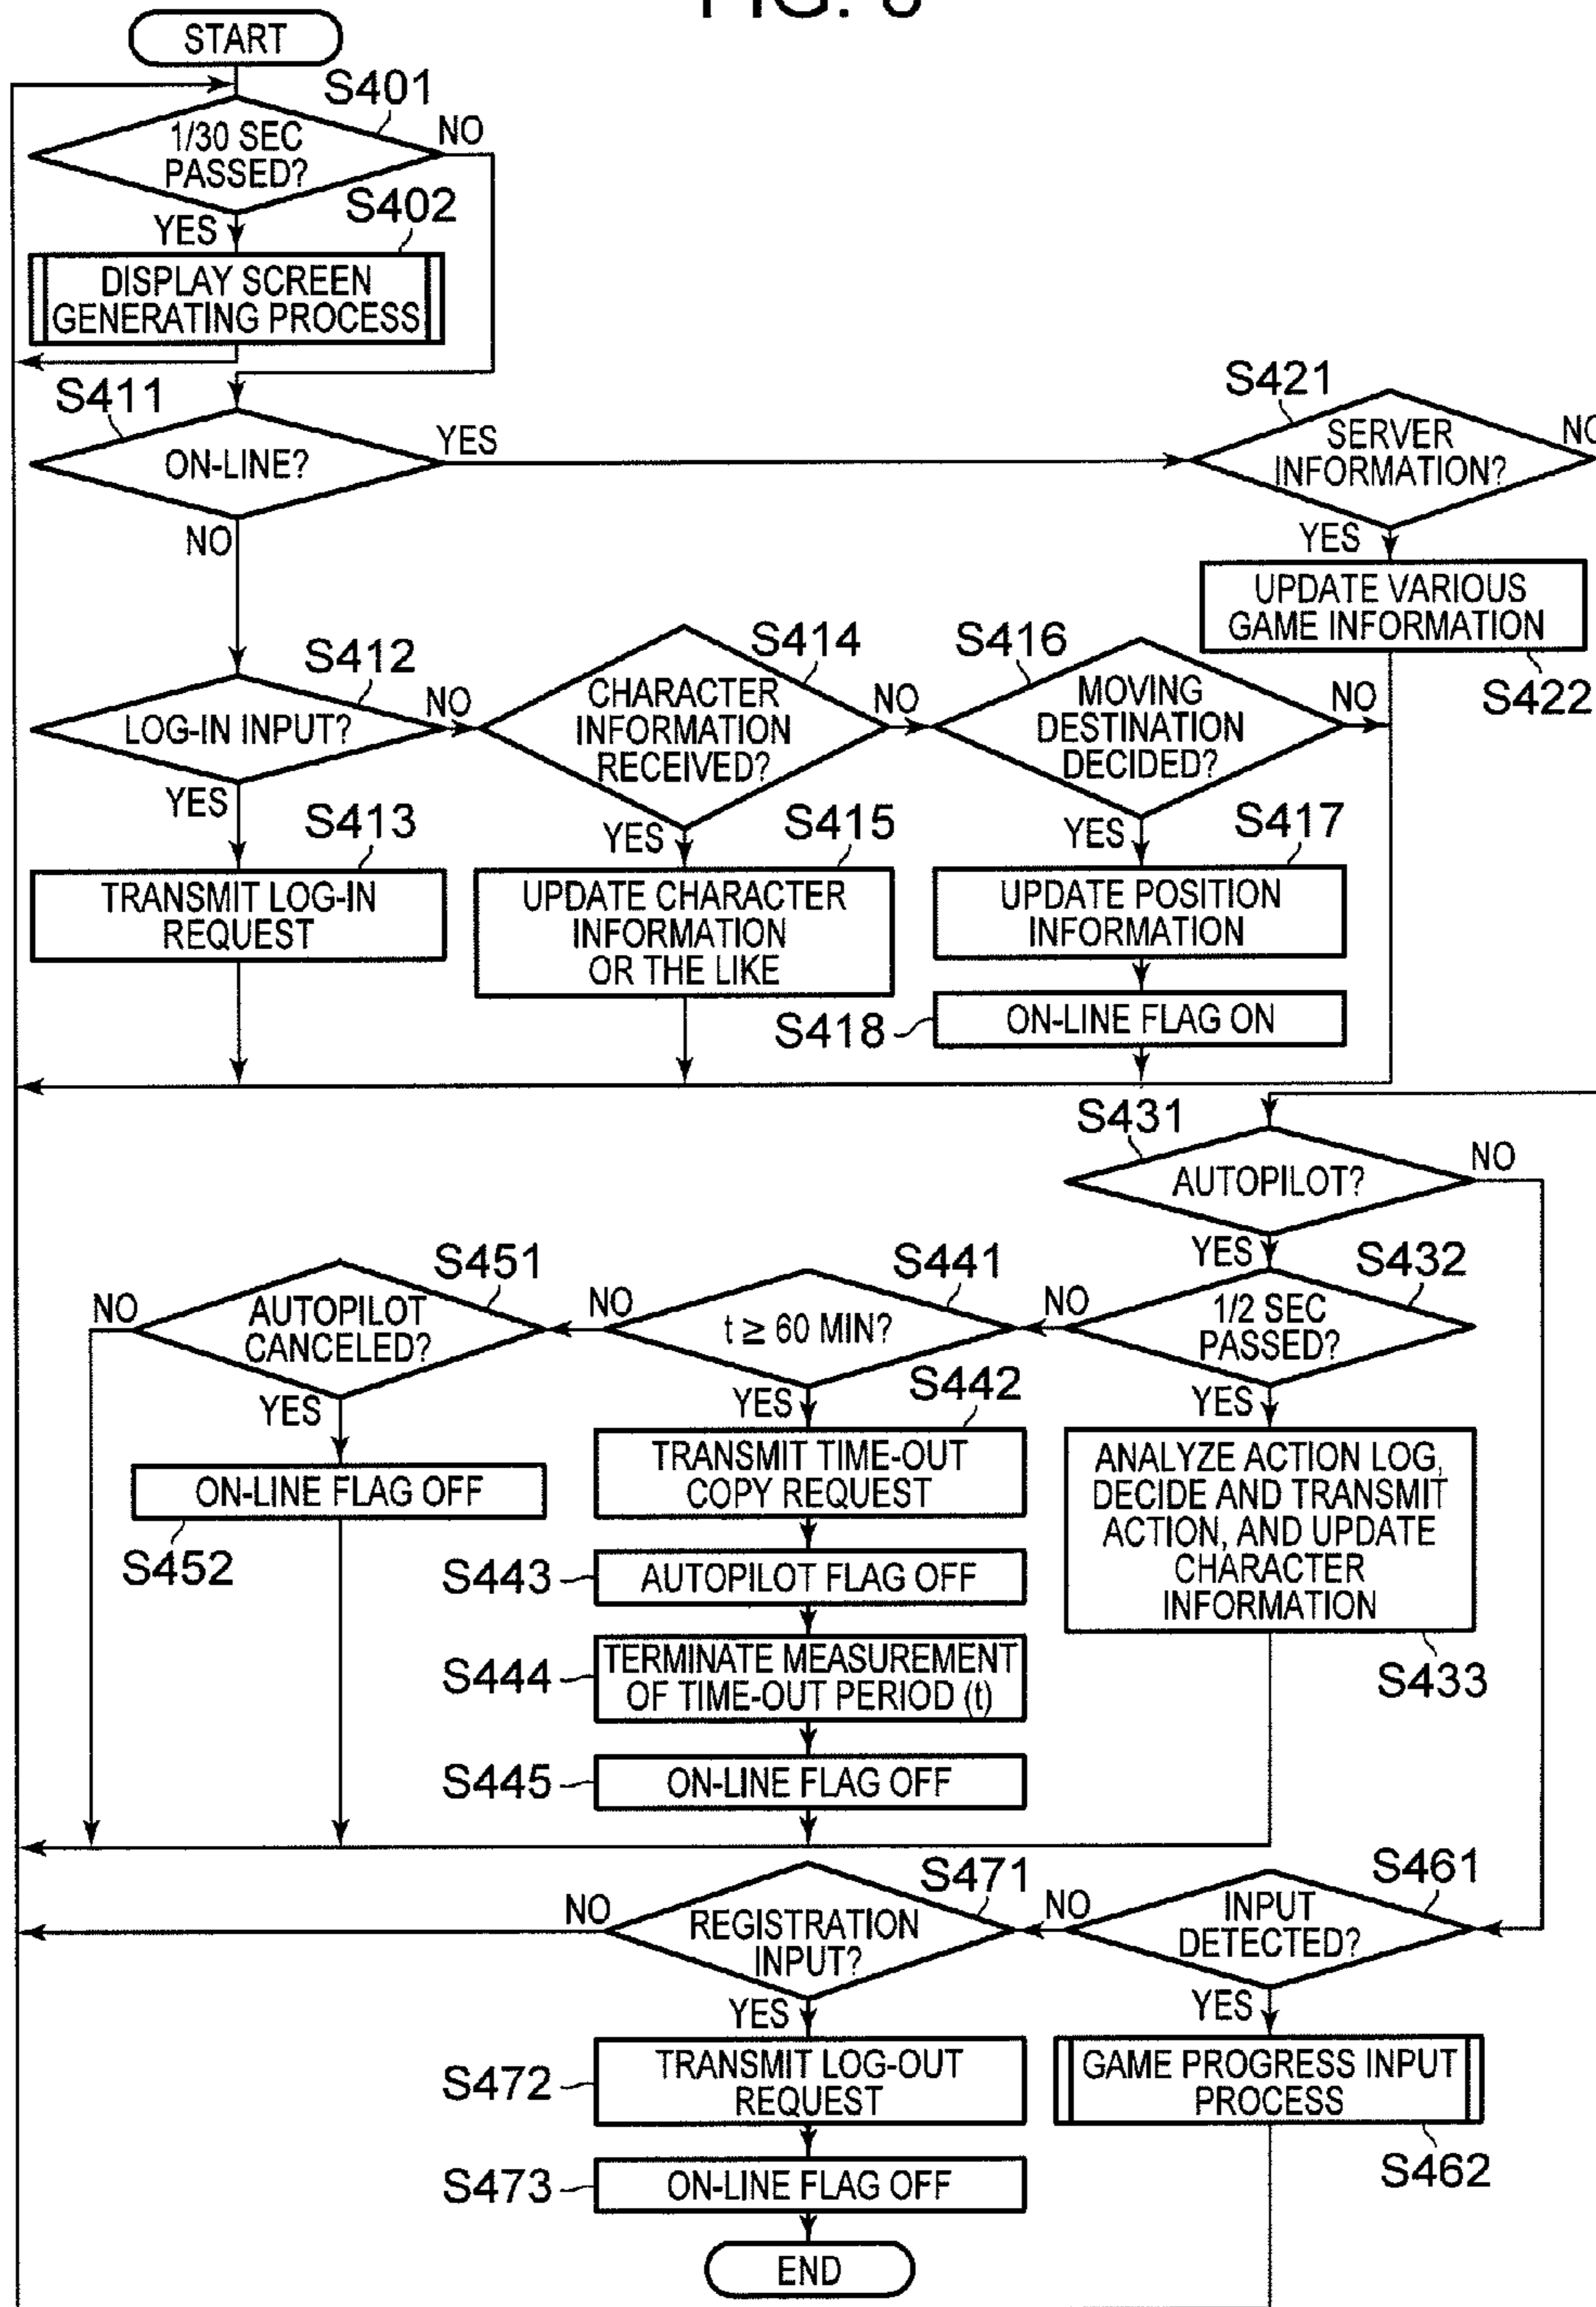 START
S401
1/30 SEC
PASSED?
NO
YES
S402
DISPLAY SCREEN
GENERATING PROCESS
S411
ON-LINE?
YES
NO
S421
SERVER
INFORMATION?
NO
YES
UPDATE VARIOUS
GAME INFORMATION
S422
S412
LOG-IN INPUT?
NO
YES
S413
TRANSMIT LOG-IN
REQUEST
S414
CHARACTER
INFORMATION
RECEIVED?
NO
YES
S415
UPDATE CHARACTER
INFORMATION
OR THE LIKE
S416
MOVING
DESTINATION
DECIDED?
NO
YES
S417
UPDATE POSITION
INFORMATION
S418
ON-LINE FLAG ON
S431
AUTOPILOT?
NO
YES
S432
1/2 SEC
PASSED?
NO
YES
ANALYZE ACTION LOG,
DECIDE AND TRANSMIT
ACTION, AND UPDATE
CHARACTER
INFORMATION
S433
S441
t ≥ 60 MIN?
NO
YES
S442
TRANSMIT TIME-OUT
COPY REQUEST
S443
AUTOPILOT FLAG OFF
S444
TERMINATE MEASUREMENT
OF TIME-OUT PERIOD (t)
S445
ON-LINE FLAG OFF
S451
AUTOPILOT
CANCELED?
NO
YES
ON-LINE FLAG OFF
S452
S461
INPUT
DETECTED?
NO
YES
GAME PROGRESS INPUT
PROCESS
S462
S471
REGISTRATION
INPUT?
NO
YES
S472
TRANSMIT LOG-OUT
REQUEST
S473
ON-LINE FLAG OFF
END